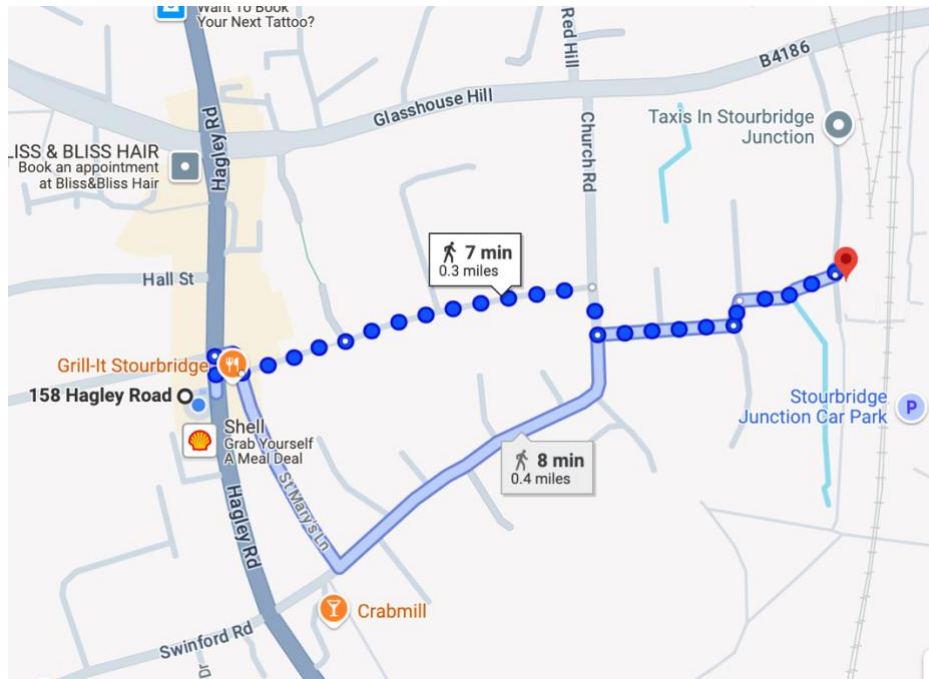 Want To Book
Your Next Tattoo?
Red Hill
B4186
Glasshouse Hill
Taxis In Stourbridge
Junction
Hagley Rd
Church Rd
LISS & BLISS HAIR
Book an appointment
at Bliss&Bliss Hair
7 min
0.3 miles
Hall St
Grill-It Stourbridge
158 Hagley Road
Stourbridge
Junction Car Park
P
Shell
Grab Yourself
A Meal Deal
8 min
0.4 miles
St Mary's Ln
Hagley Rd
Crabmill
Swinford Rd
Dr